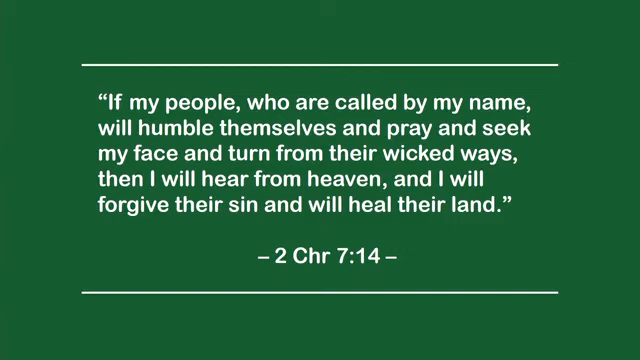 “If my people, who are called by my name,
will humble themselves and pray and seek
my face and turn from their wicked ways,
then I will hear from heaven, and I will
forgive their sin and will heal their land.”
– 2 Chr 7:14 –